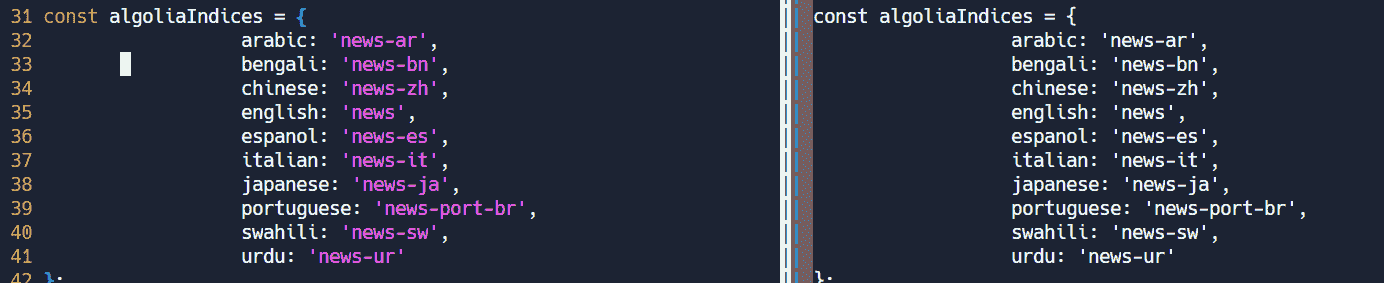 31 const algoliaIndices = {
32 arabic: 'news-ar',
33 bengali: 'news-bn',
34 chinese: 'news-zh',
35 english: 'news',
36 espanol: 'news-es',
37 italian: 'news-it',
38 japanese: 'news-ja',
39 portuguese: 'news-port-br',
40 swahili: 'news-sw',
41 urdu: 'news-ur'
42 };
const algoliaIndices = {
arabic: 'news-ar',
bengali: 'news-bn',
chinese: 'news-zh',
english: 'news',
espanol: 'news-es',
italian: 'news-it',
japanese: 'news-ja',
portuguese: 'news-port-br',
swahili: 'news-sw',
urdu: 'news-ur'
};